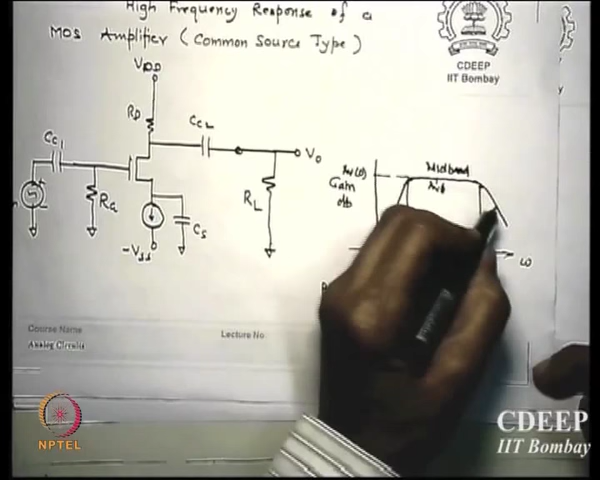 High Frequency Response of a
MOS Amplifier (Common Source Type)
CDEEP
IIT Bombay
VDD
RD
CC2
CC1
Vo
RG
RL
CS
-VSS
Gain
db
Midband
ω
Course Name
Analog Circuits
Lecture No
NPTEL
CDEEP
IIT Bombay